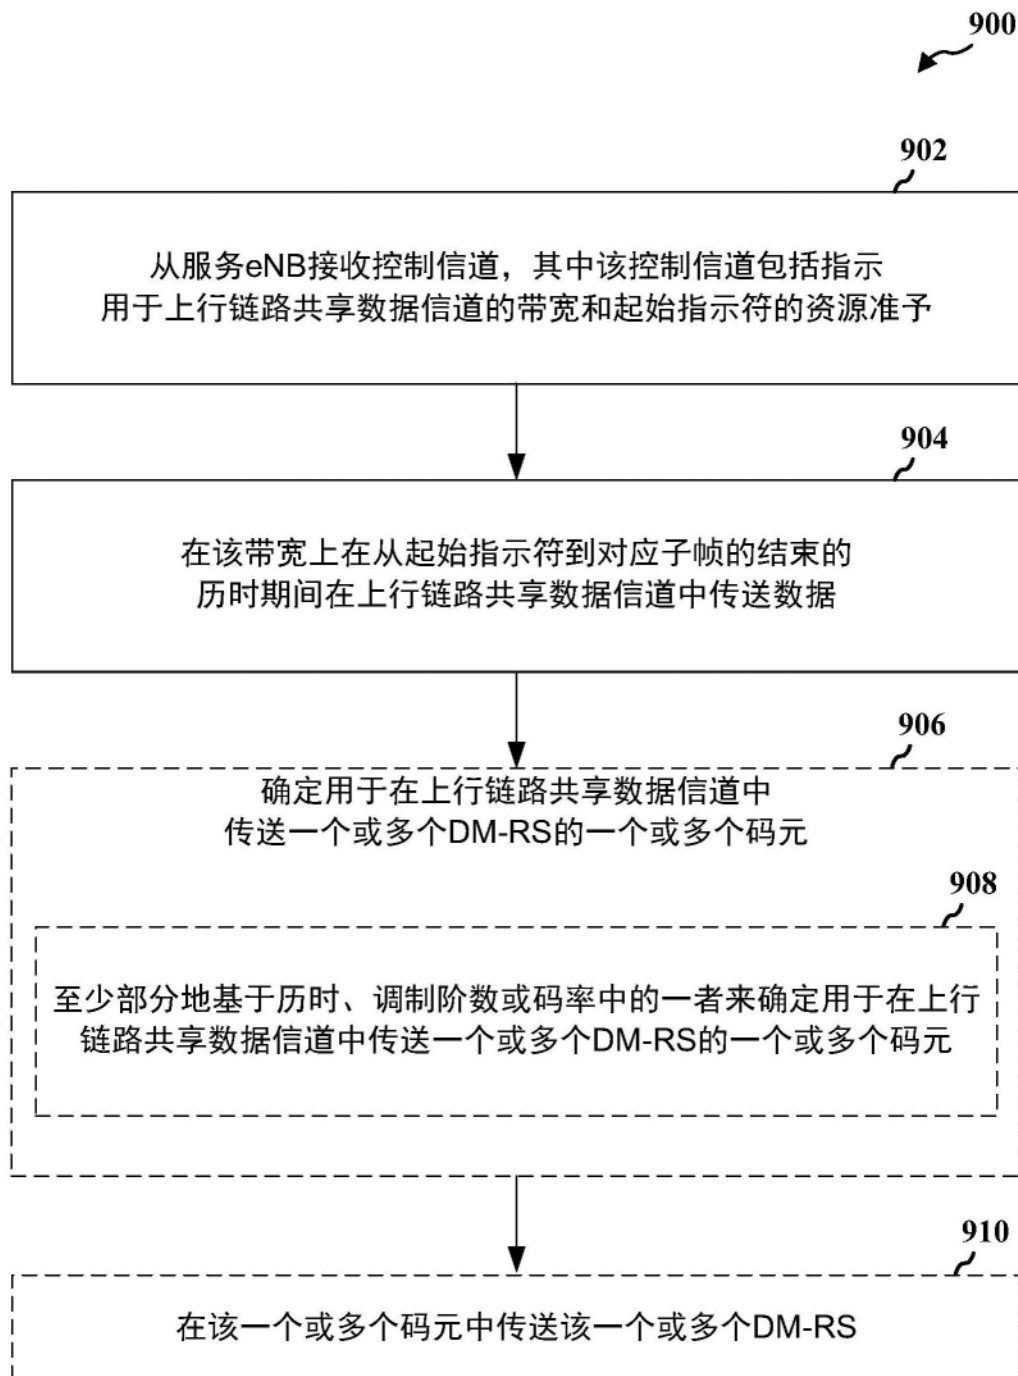 900
902
从服务eNB接收控制信道，其中该控制信道包括指示
用于上行链路共享数据信道的带宽和起始指示符的资源准予
904
在该带宽上在从起始指示符到对应子帧的结束的
历时期间在上行链路共享数据信道中传送数据
906
确定用于在上行链路共享数据信道中
传送一个或多个DM-RS的一个或多个码元
908
至少部分地基于历时、调制阶数或码率中的一者来确定用于在上行
链路共享数据信道中传送一个或多个DM-RS的一个或多个码元
910
在该一个或多个码元中传送该一个或多个DM-RS